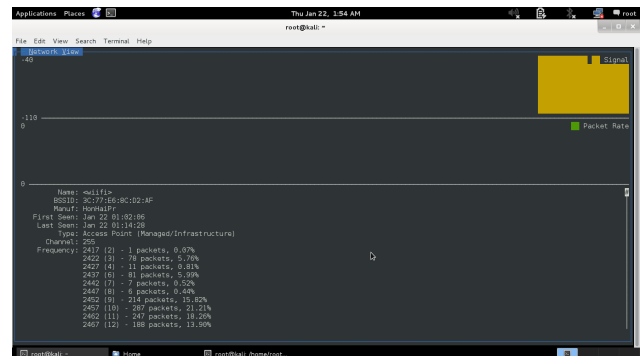 Applications Places Thu Jan 22, 1:54 AM root
root@kali: ~
File Edit View Search Terminal Help
Network View
-40 Signal
-110
0 Packet Rate
0
Name: <wiifi>
BSSID: 3C:77:E6:8C:D2:AF
Manuf: HonHaiPr
First Seen: Jan 22 01:02:06
Last Seen: Jan 22 01:14:28
Type: Access Point (Managed/Infrastructure)
Channel: 255
Frequency: 2417 (2) - 1 packets, 0.07%
2422 (3) - 78 packets, 5.76%
2427 (4) - 11 packets, 0.81%
2437 (6) - 81 packets, 5.99%
2442 (7) - 7 packets, 0.52%
2447 (8) - 6 packets, 0.44%
2452 (9) - 214 packets, 15.82%
2457 (10) - 287 packets, 21.21%
2462 (11) - 247 packets, 18.26%
2467 (12) - 188 packets, 13.90%
root@kali: ~ Home root@kali: /home/root...